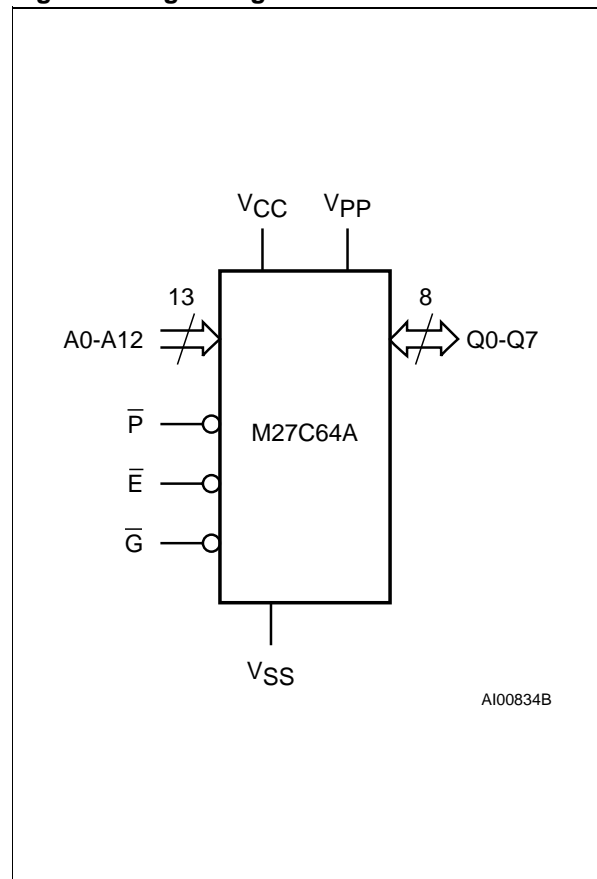 VCC VPP
13
8
A0-A12
Q0-Q7
P̅
M27C64A
E̅
G̅
VSS
AI00834B